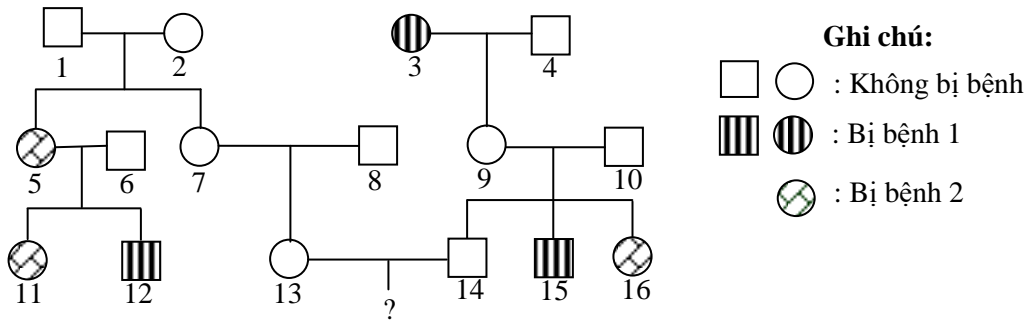 Ghi chú:
1 2 3 4
: Không bị bệnh
: Bị bệnh 1
5 6 7 8 9 10
: Bị bệnh 2
11 12 13 14 15 16
?